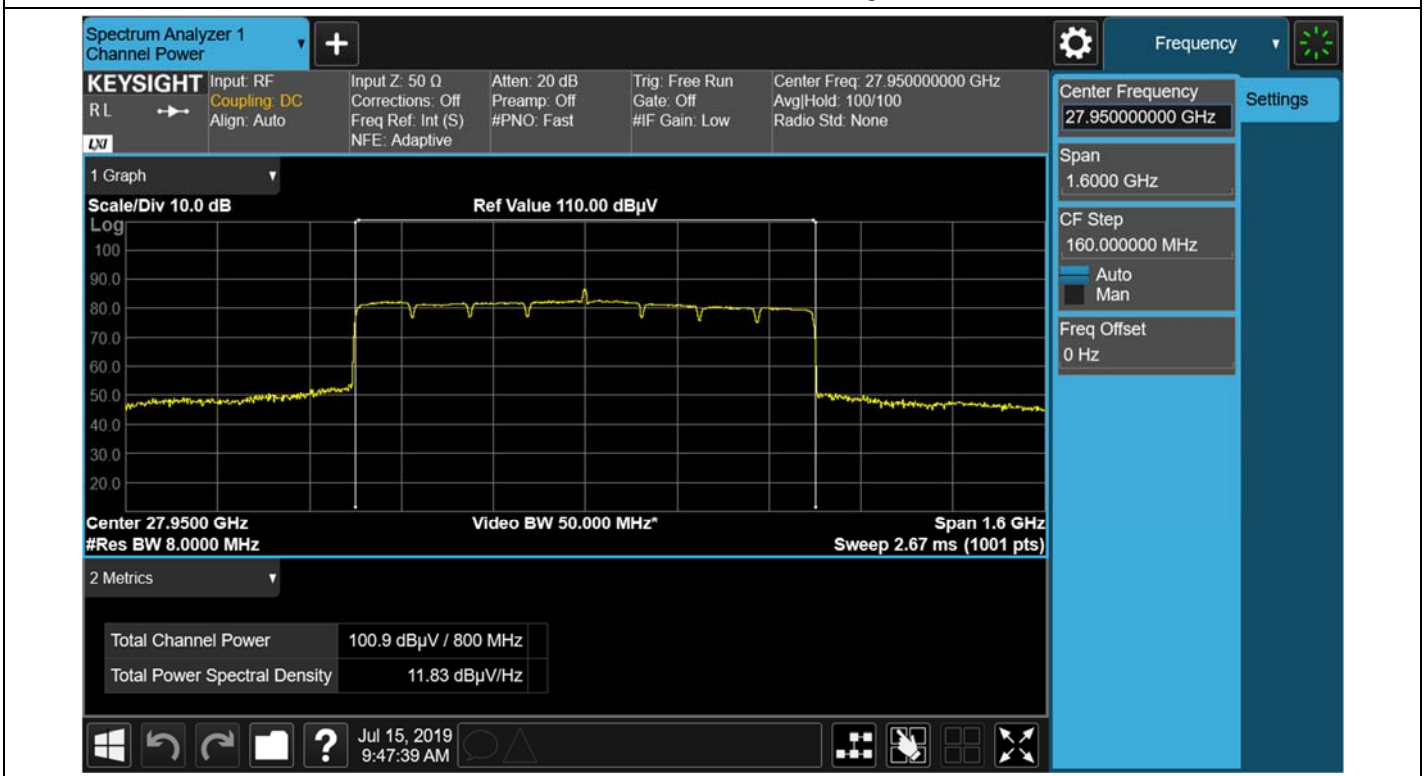 Spectrum Analyzer 1
Channel Power
Frequency
KEYSIGHT
RL
LXI
Input: RF
Coupling: DC
Align: Auto
Input Z: 50 Ω
Corrections: Off
Freq Ref: Int (S)
NFE: Adaptive
Atten: 20 dB
Preamp: Off
#PNO: Fast
Trig: Free Run
Gate: Off
#IF Gain: Low
Center Freq: 27.950000000 GHz
Avg|Hold: 100/100
Radio Std: None
Center Frequency
27.950000000 GHz
Settings
Span
1.6000 GHz
CF Step
160.000000 MHz
Auto
Man
Freq Offset
0 Hz
1 Graph
Scale/Div 10.0 dB
Ref Value 110.00 dBµV
Log
100
90.0
80.0
70.0
60.0
50.0
40.0
30.0
20.0
Center 27.9500 GHz
Video BW 50.000 MHz*
Span 1.6 GHz
#Res BW 8.0000 MHz
Sweep 2.67 ms (1001 pts)
2 Metrics
Total Channel Power 100.9 dBµV / 800 MHz
Total Power Spectral Density 11.83 dBµV/Hz
?
Jul 15, 2019
9:47:39 AM